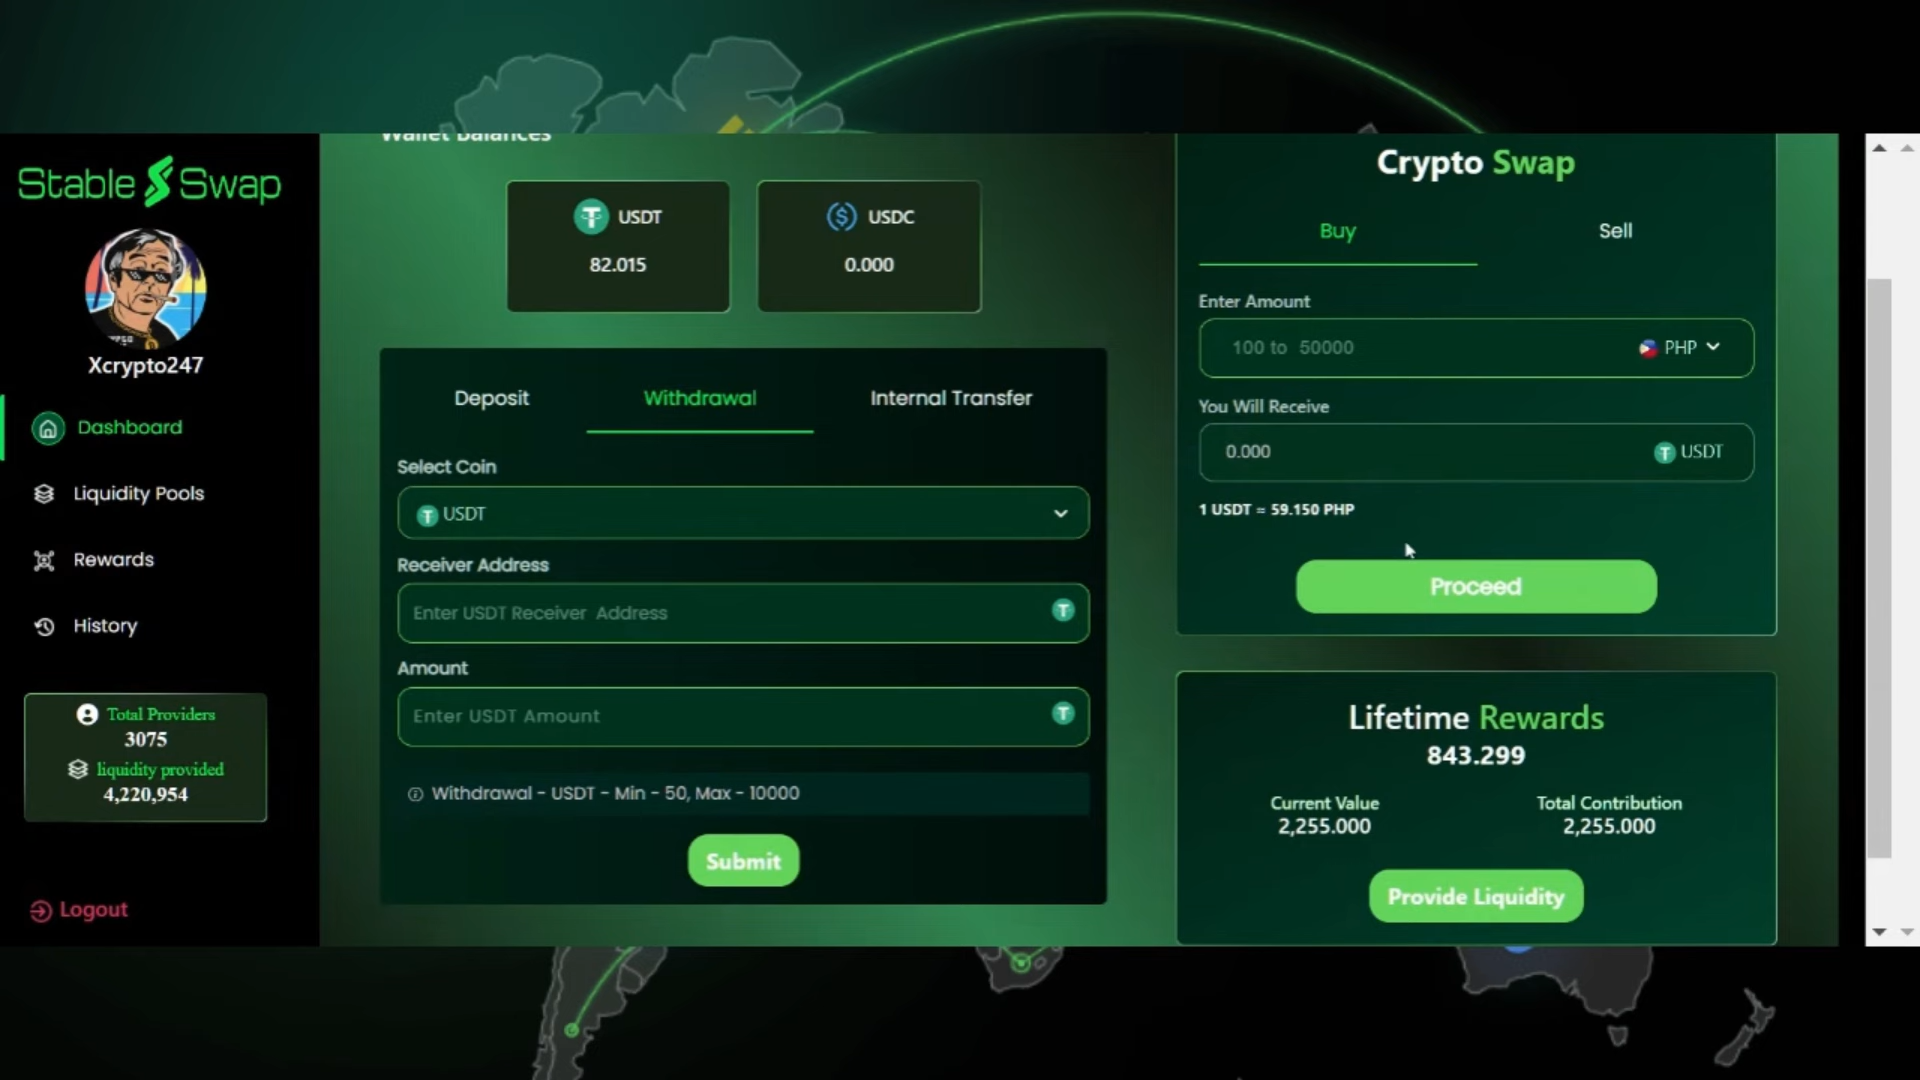 Wallet Balances
Stable Swap
USDT
82.015
USDC
0.000
Xcrypto247
Dashboard
Liquidity Pools
Rewards
History
Total Providers
3075
liquidity provided
4,220,954
Logout
Deposit
Withdrawal
Internal Transfer
Select Coin
USDT
Receiver Address
Enter USDT Receiver Address
Amount
Enter USDT Amount
Withdrawal - USDT - Min - 50, Max - 10000
Submit
Crypto Swap
Buy
Sell
Enter Amount
100 to 50000
PHP
You Will Receive
0.000
USDT
1 USDT = 59.150 PHP
Proceed
Lifetime Rewards
843.299
Current Value
2,255.000
Total Contribution
2,255.000
Provide Liquidity